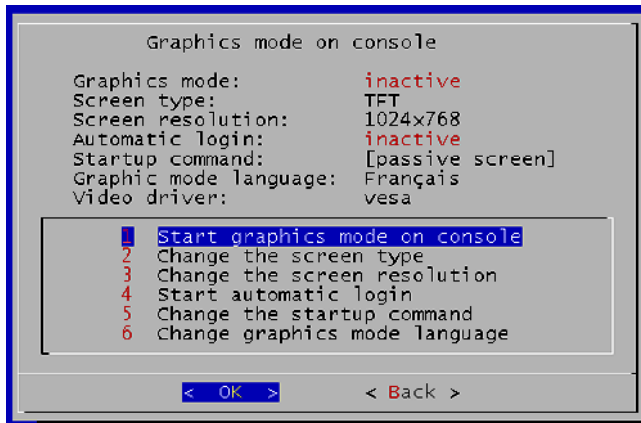 Graphics mode on console
Graphics mode: inactive
Screen type: TFT
Screen resolution: 1024x768
Automatic login: inactive
Startup command: [passive screen]
Graphic mode language: Français
Video driver: vesa
1 Start graphics mode on console
2 Change the screen type
3 Change the screen resolution
4 Start automatic login
5 Change the startup command
6 Change graphics mode language
< OK > < Back >